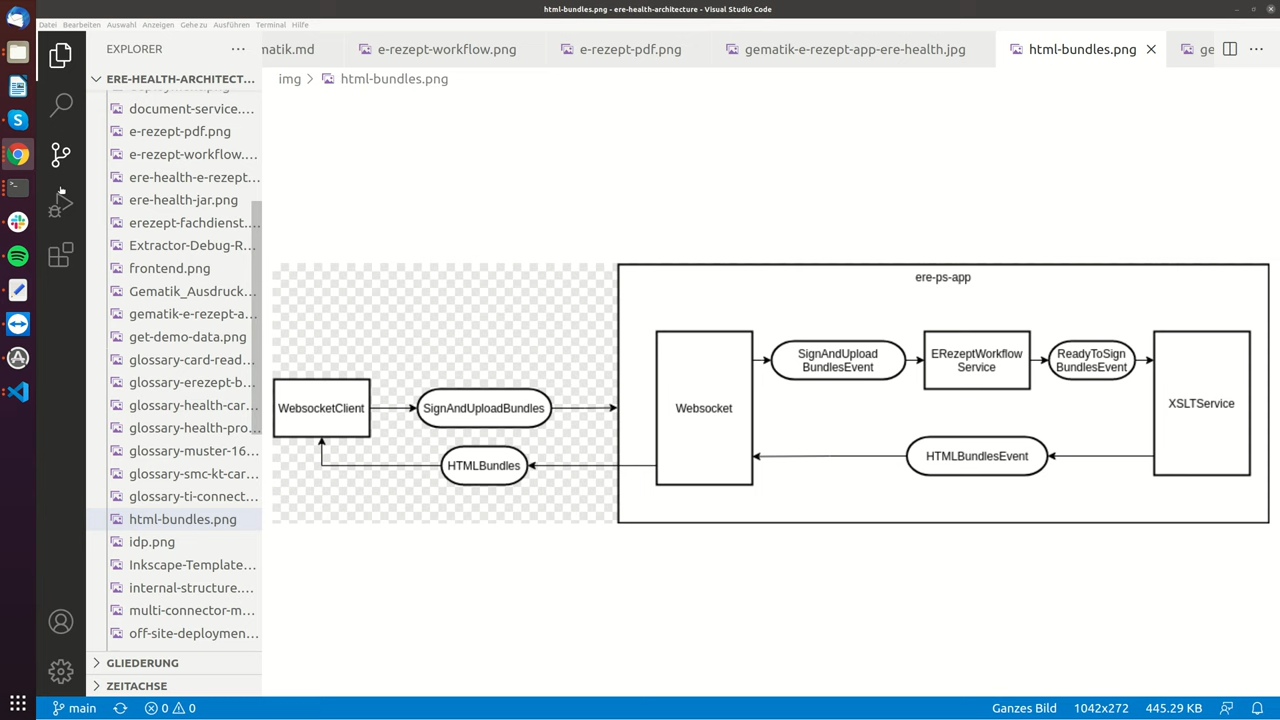 html-bundles.png - ere-health-architecture - Visual Studio Code
Datei Bearbeiten Auswahl Anzeigen Gehe zu Ausführen Terminal Hilfe
EXPLORER
ERE-HEALTH-ARCHITECT...
document-service....
e-rezept-pdf.png
e-rezept-workflow....
ere-health-e-rezept...
ere-health-jar.png
erezept-fachdienst....
Extractor-Debug-R...
frontend.png
Gematik_Ausdruck...
gematik-e-rezept-a...
get-demo-data.png
glossary-card-read...
glossary-erezept-b...
glossary-health-car...
glossary-health-pro...
glossary-muster-16...
glossary-smc-kt-car...
glossary-ti-connect...
html-bundles.png
idp.png
Inkscape-Template...
internal-structure....
multi-connector-m...
off-site-deploymen...
GLIEDERUNG
ZEITACHSE
atik.md e-rezept-workflow.png e-rezept-pdf.png gematik-e-rezept-app-ere-health.jpg html-bundles.png ge
img > html-bundles.png
ere-ps-app
WebsocketClient
SignAndUploadBundles
HTMLBundles
Websocket
SignAndUpload
BundlesEvent
ERezeptWorkflow
Service
ReadyToSign
BundlesEvent
XSLTService
HTMLBundlesEvent
main 0 0 Ganzes Bild 1042x272 445.29 KB